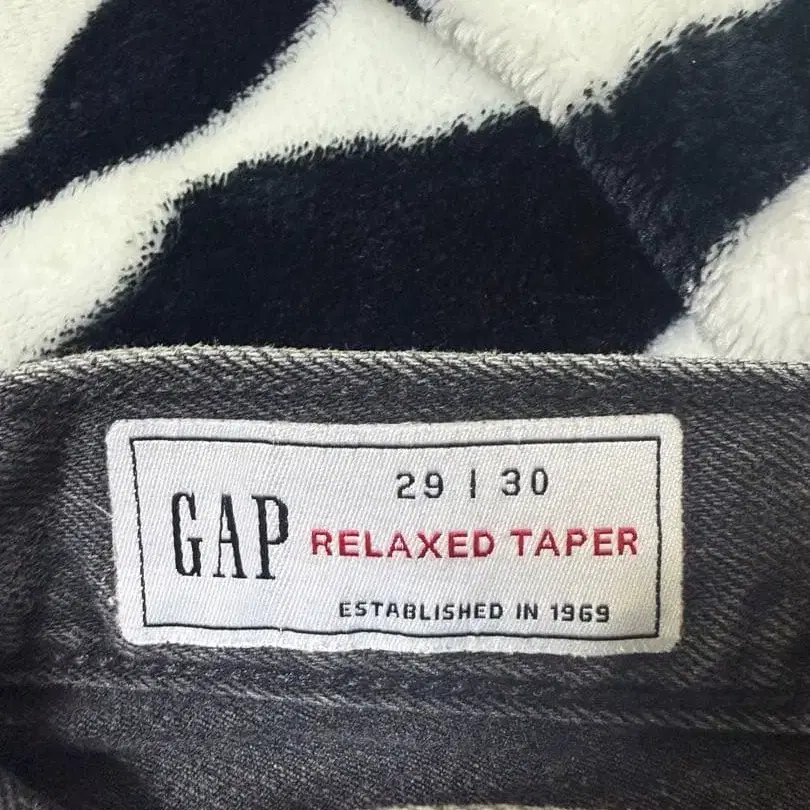 GAP
29 | 30
RELAXED TAPER
ESTABLISHED IN 1969